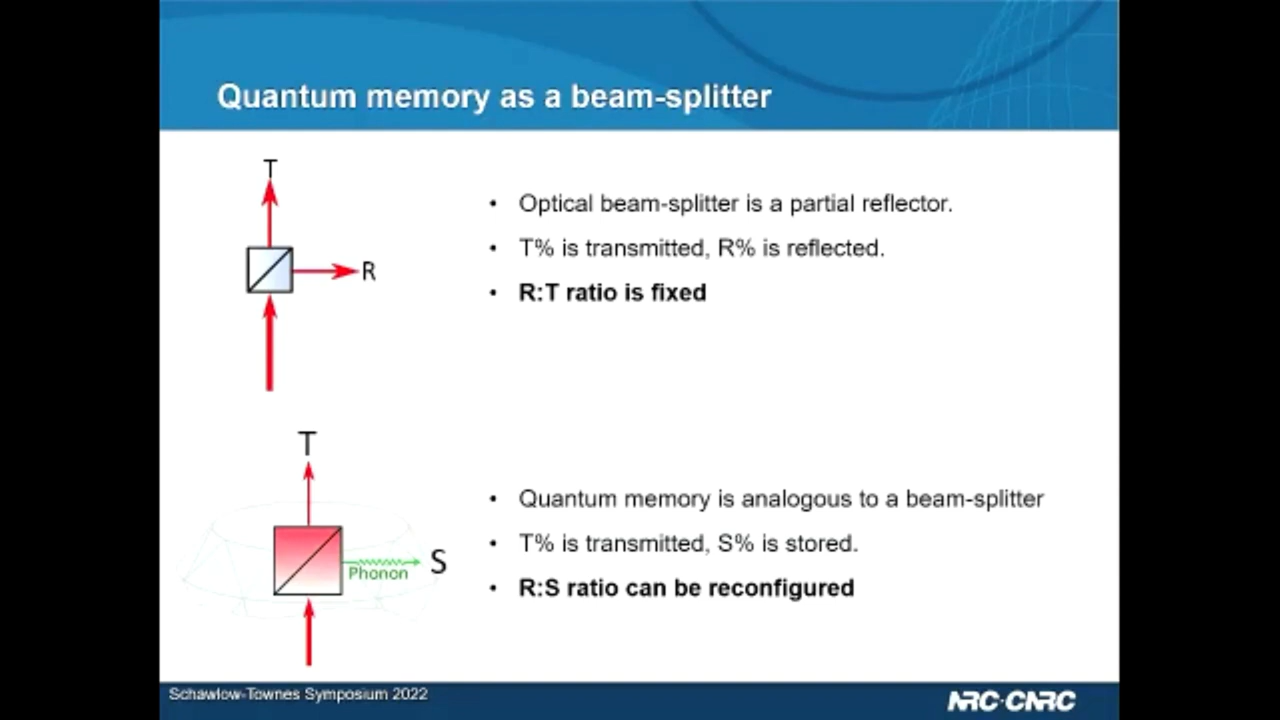 Quantum memory as a beam-splitter
T
R
• Optical beam-splitter is a partial reflector.
• T% is transmitted, R% is reflected.
• R:T ratio is fixed
T
Phonon
S
• Quantum memory is analogous to a beam-splitter
• T% is transmitted, S% is stored.
• R:S ratio can be reconfigured
Schawlow-Townes Symposium 2022
NRC·CNRC